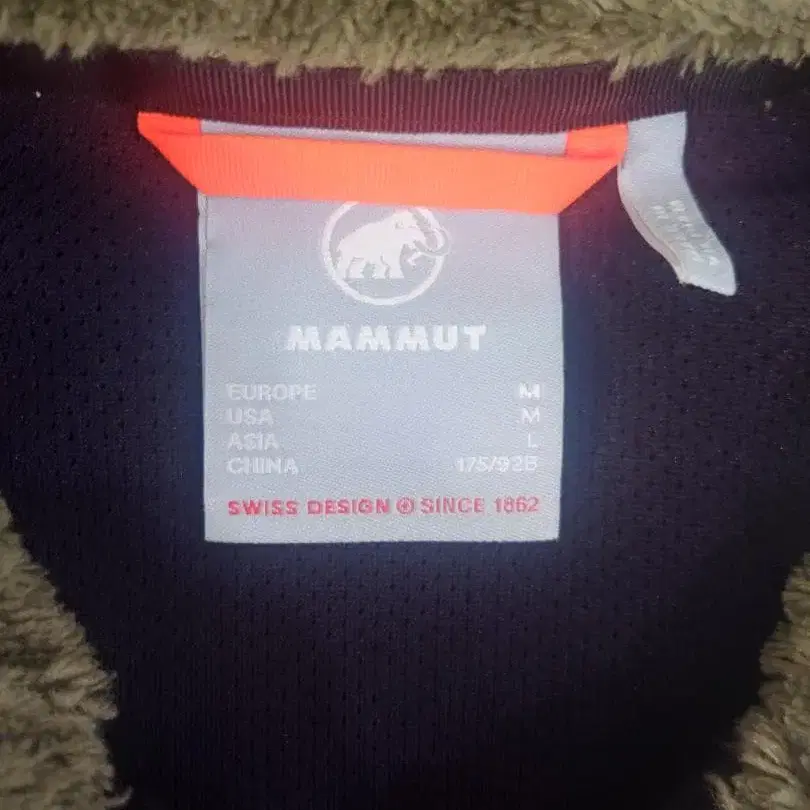 MAMMUT
EUROPE M
USA M
ASIA L
CHINA 175/92B
SWISS DESIGN SINCE 1862